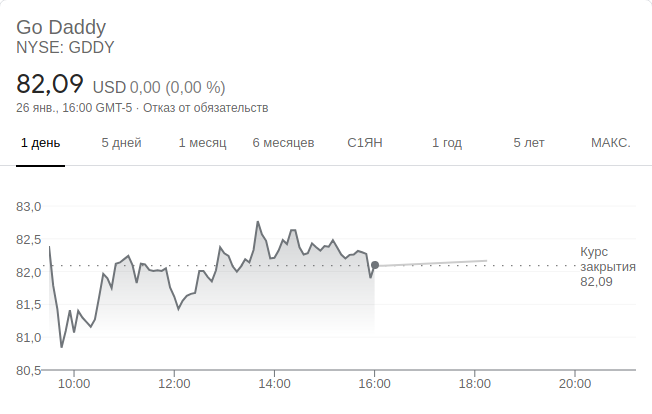 Go Daddy
NYSE: GDDY
82,09 USD 0,00 (0,00 %)
26 янв., 16:00 GMT-5 · Отказ от обязательств
1 день 5 дней 1 месяц 6 месяцев С1ЯН 1 год 5 лет МАКС.
83,0
82,5
82,0
81,5
81,0
80,5
Курс
закрытия
82,09
10:00 12:00 14:00 16:00 18:00 20:00